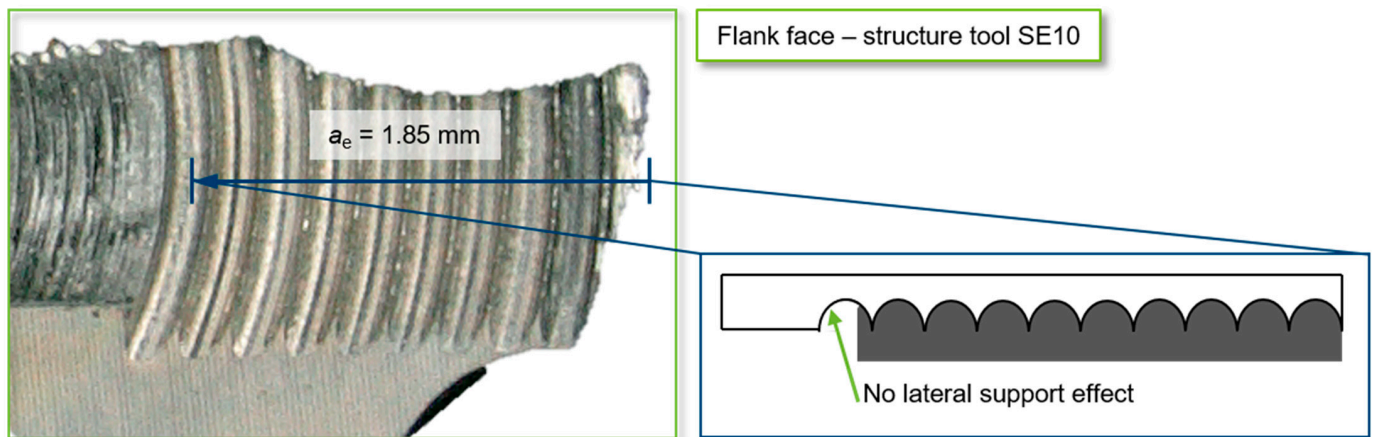 Flank face – structure tool SE10
aₑ = 1.85 mm
No lateral support effect